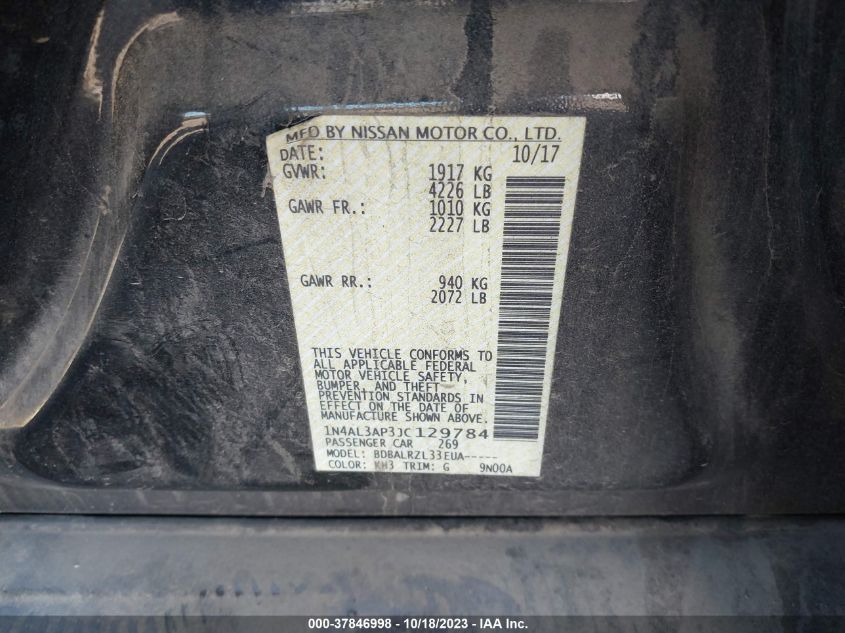 MFD BY NISSAN MOTOR CO., LTD.
DATE: 10/17
GVWR: 1917 KG
4226 LB
GAWR FR.: 1010 KG
2227 LB
GAWR RR.: 940 KG
2072 LB
THIS VEHICLE CONFORMS TO
ALL APPLICABLE FEDERAL
MOTOR VEHICLE SAFETY,
BUMPER, AND THEFT
PREVENTION STANDARDS IN
EFFECT ON THE DATE OF
MANUFACTURE SHOWN ABOVE.
1N4AL3AP3JC129784
PASSENGER CAR 269
MODEL: BDBALRZL33EUA-----
COLOR: KH3 TRIM: G 9N00A
000-37846998 - 10/18/2023 - IAA Inc.